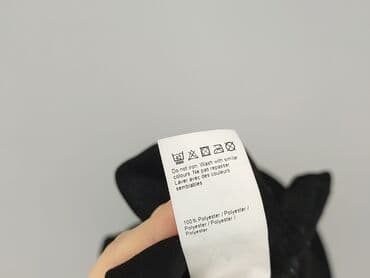 Do not iron. Wash with similar
colours. Ne pas repasser
Laver avec des couleurs
semblables
100% Polyester / Polyester /
Polyester / Polyester /
Polyester